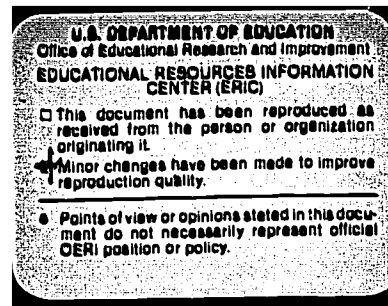 U.S. DEPARTMENT OF EDUCATION
Office of Educational Research and Improvement
EDUCATIONAL RESOURCES INFORMATION
CENTER (ERIC)
□ This document has been reproduced as
received from the person or organization
originating it.
Minor changes have been made to improve
reproduction quality.
● Points of view or opinions stated in this docu-
ment do not necessarily represent official
OERI position or policy.